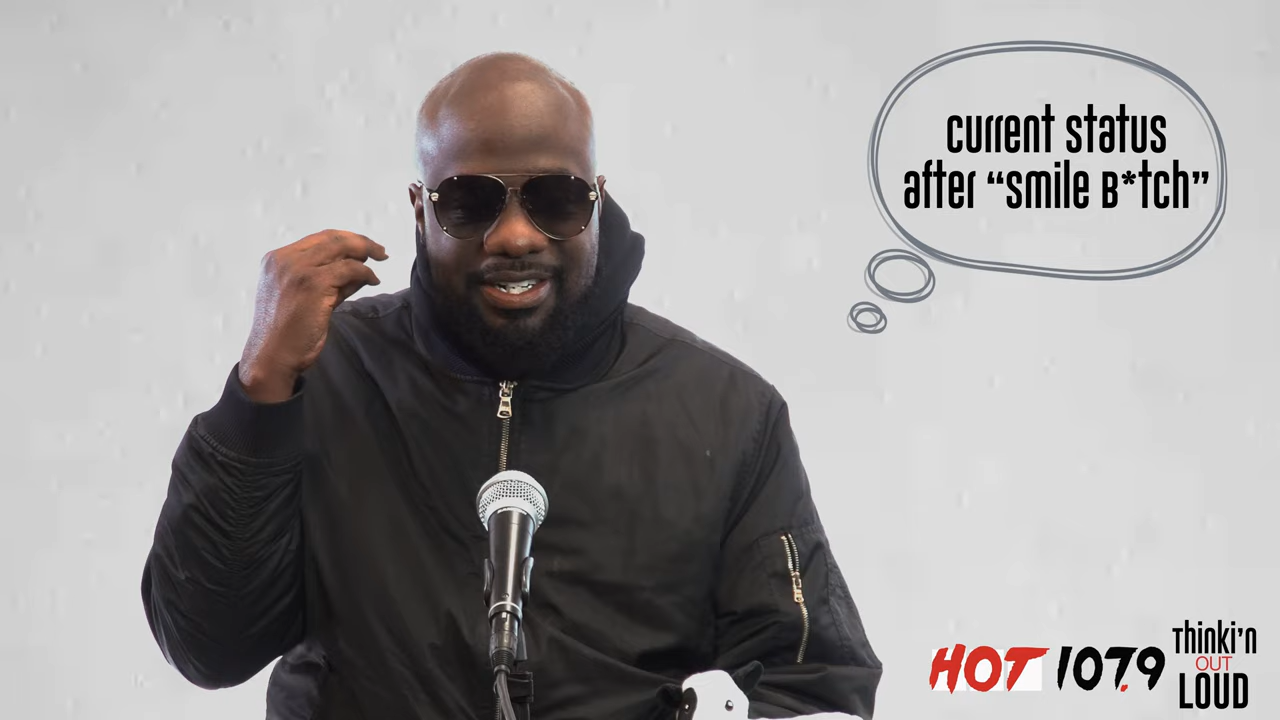 current status
after “smile B*tch”
HOT 107.9
Thinki'n
OUT
LOUD